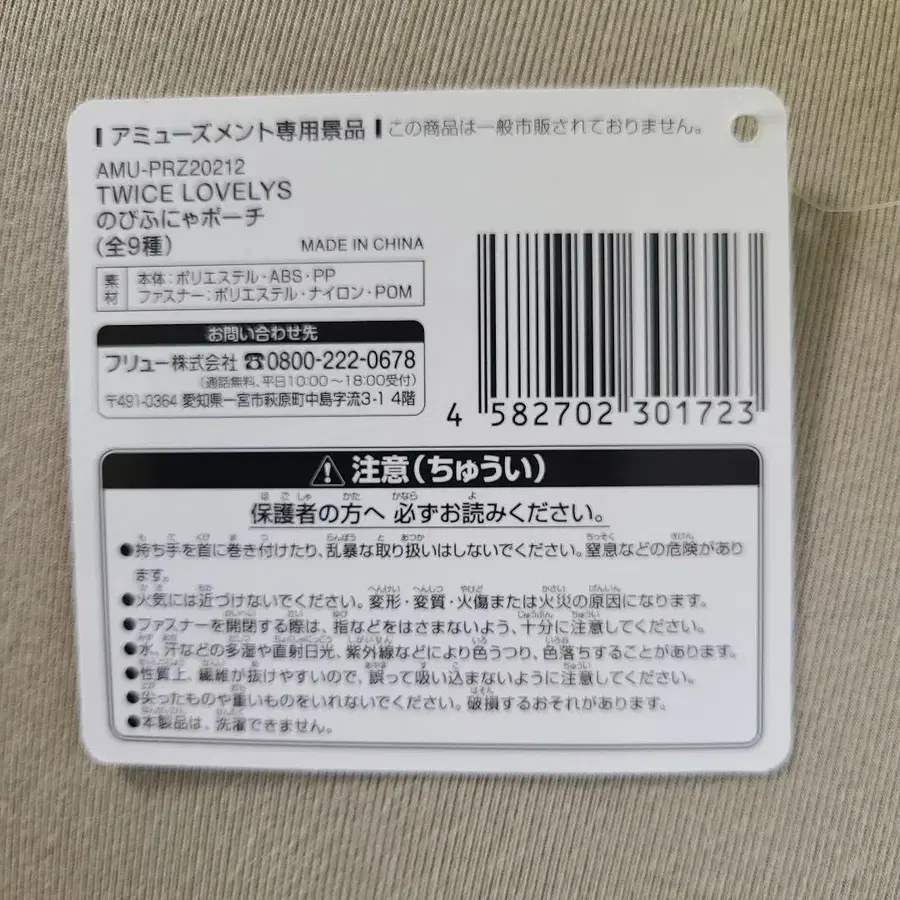 アミューズメント専用景品 この商品は一般市販されておりません。
AMU-PRZ20212
TWICE LOVELYS
のびふにゃポーチ
(全9種)
MADE IN CHINA
素材 本体：ポリエステル・ABS・PP
ファスナー：ポリエステル・ナイロン・POM
お問い合わせ先
フリュー株式会社 ☎0800-222-0678
(通話無料、平日10:00〜18:00受付)
〒491-0364 愛知県一宮市萩原町中島字流3-1 4階
4 582702 301723
⚠ 注意(ちゅうい)
保護者の方へ 必ずお読みください。
●持ち手を首に巻き付けたり、乱暴な取り扱いはしないでください。窒息などの危険があり
ます。
●火気には近づけないでください。変形・変質・火傷または火災の原因になります。
●ファスナーを開閉する際は、指などをはさまないよう、十分に注意してください。
●水、汗などの多湿や直射日光、紫外線などにより色うつり、色落ちすることがあります。
●性質上、繊維が抜けやすいので、誤って吸い込まないように注意してください。
●尖ったものや重いものをいれないでください。破損するおそれがあります。
●本製品は、洗濯できません。